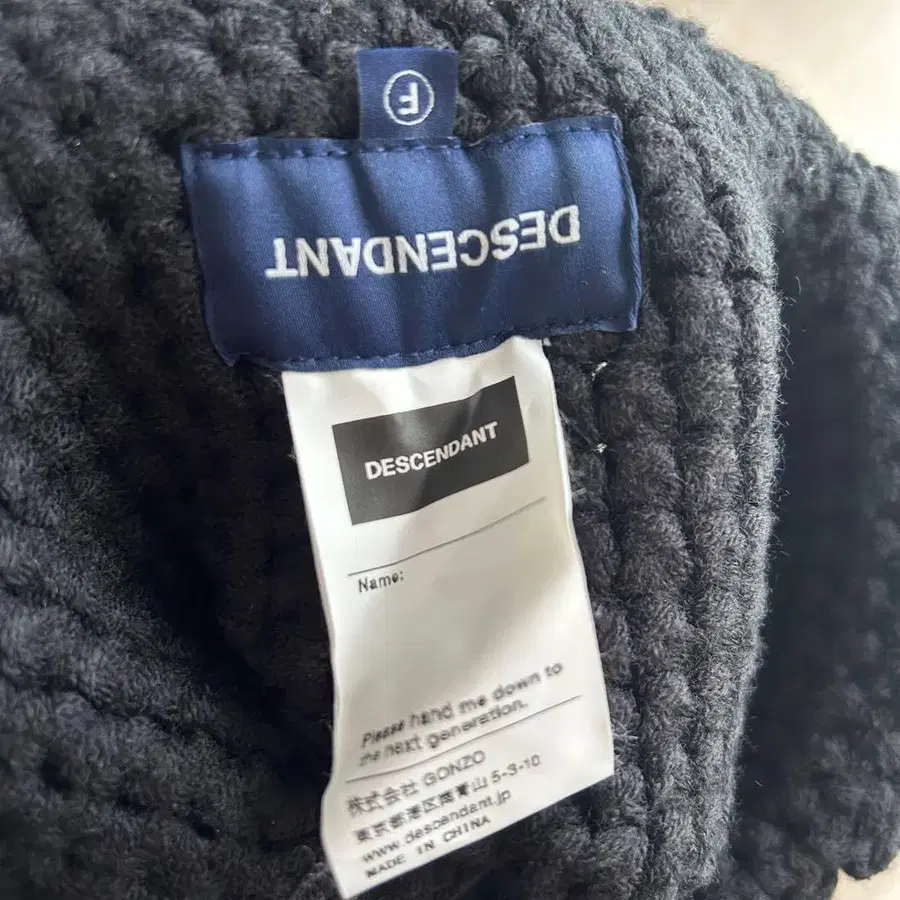 F
DESCENDANT
DESCENDANT
Name:
Please hand me down to
the next generation.
株式会社 GONZO
東京都港区南青山 5-3-10
www.descendant.jp
MADE IN CHINA